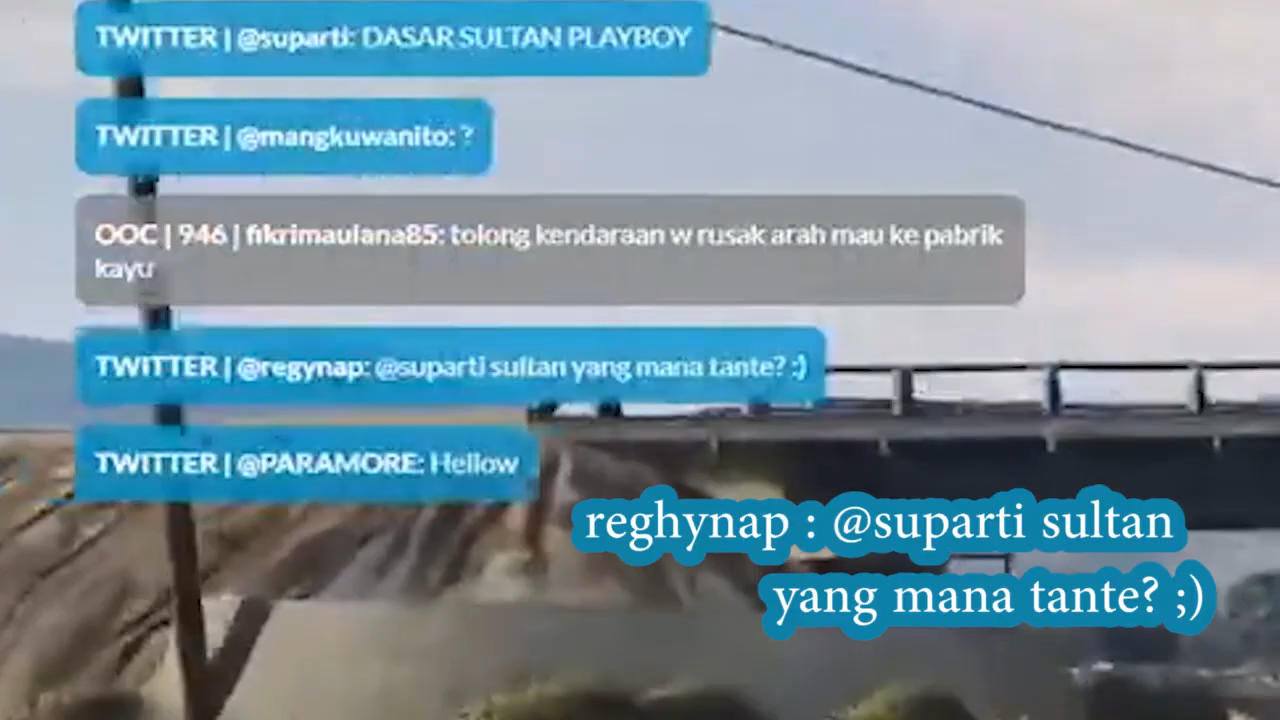 TWITTER | @suparti: DASAR SULTAN PLAYBOY
TWITTER | @mangkuwanito: ?
OOC | 946 | fikrimaulana85: tolong kendaraan w rusak arah mau ke pabrik
kayu
TWITTER | @regynap: @suparti sultan yang mana tante? :)
TWITTER | @PARAMORE: Hellow
reghynap : @suparti sultan
yang mana tante? ;)